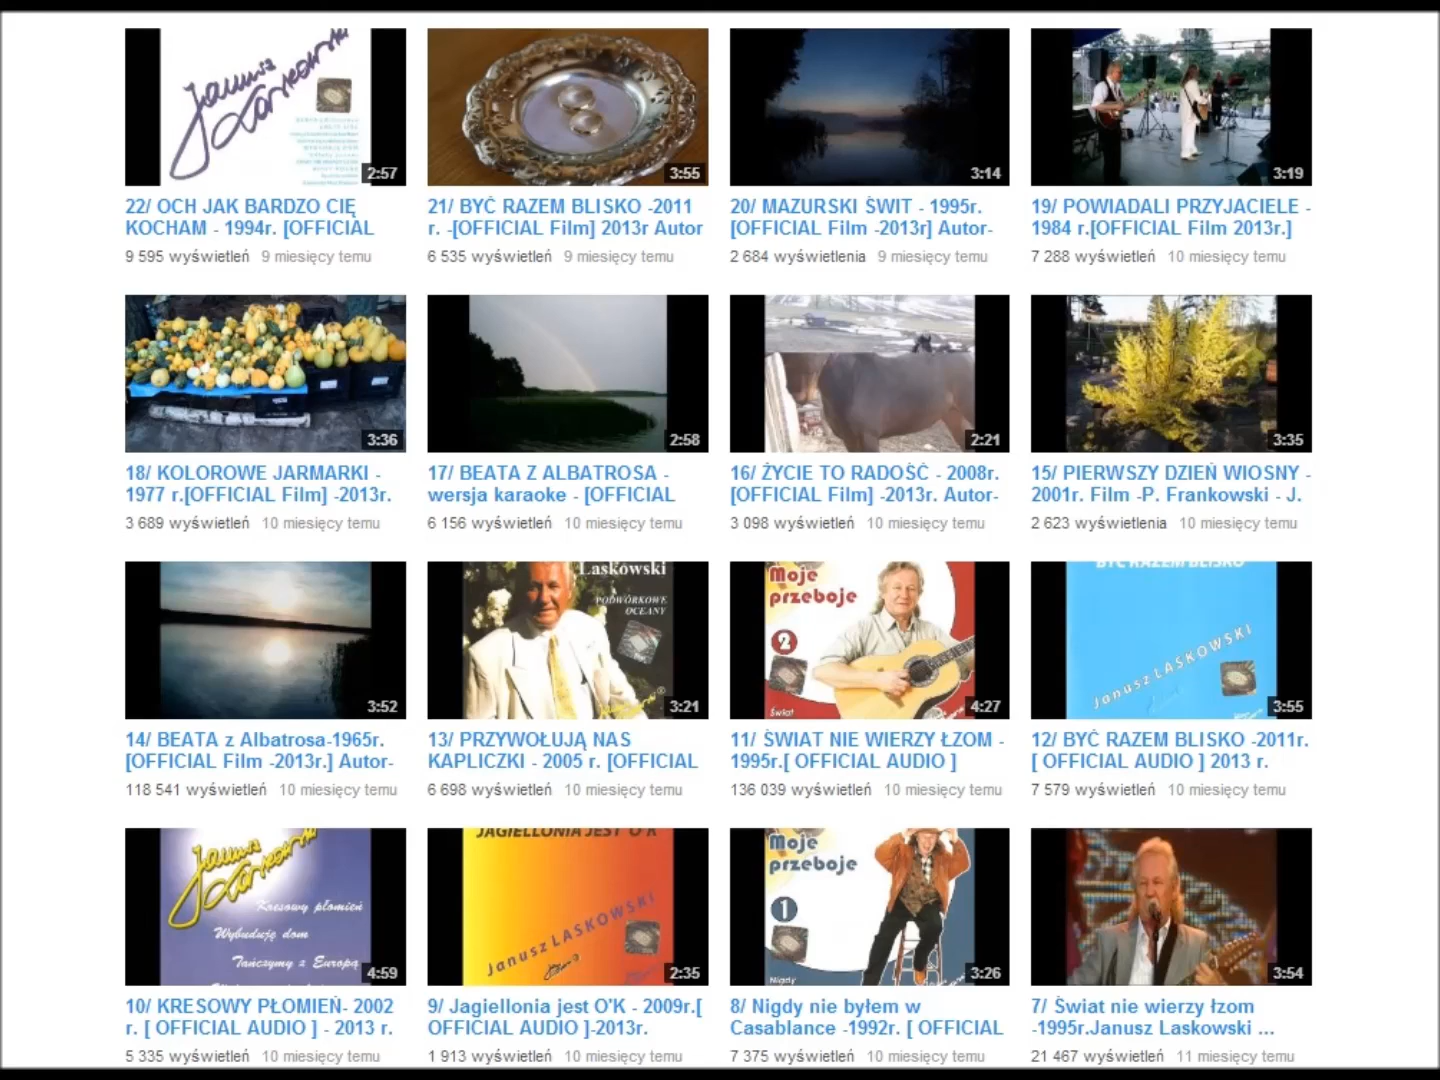 Janusz Laskowski
2:57
3:55
3:14
3:19
22/ OCH JAK BARDZO CIĘ
KOCHAM - 1994r. [OFFICIAL
9 595 wyświetleń 9 miesięcy temu
21/ BYĆ RAZEM BLISKO -2011
r. -[OFFICIAL Film] 2013r Autor
6 535 wyświetleń 9 miesięcy temu
20/ MAZURSKI ŚWIT - 1995r.
[OFFICIAL Film -2013r] Autor-
2 684 wyświetlenia 9 miesięcy temu
19/ POWIADALI PRZYJACIELE -
1984 r.[OFFICIAL Film 2013r.]
7 288 wyświetleń 10 miesięcy temu
3:36
2:58
2:21
3:35
18/ KOLOROWE JARMARKI -
1977 r.[OFFICIAL Film] -2013r.
3 689 wyświetleń 10 miesięcy temu
17/ BEATA Z ALBATROSA -
wersja karaoke - [OFFICIAL
6 156 wyświetleń 10 miesięcy temu
16/ ŻYCIE TO RADOŚĆ - 2008r.
[OFFICIAL Film] -2013r. Autor-
3 098 wyświetleń 10 miesięcy temu
15/ PIERWSZY DZIEŃ WIOSNY -
2001r. Film -P. Frankowski - J.
2 623 wyświetlenia 10 miesięcy temu
3:52
Laskowski
PODWÓRKOWE
OCEANY
3:21
Moje
przeboje
2
Świat
4:27
BYĆ RAZEM BLISKO
Janusz LASKOWSKI
3:55
14/ BEATA z Albatrosa-1965r.
[OFFICIAL Film -2013r.] Autor-
118 541 wyświetleń 10 miesięcy temu
13/ PRZYWOŁUJĄ NAS
KAPLICZKI - 2005 r. [OFFICIAL
6 698 wyświetleń 10 miesięcy temu
11/ ŚWIAT NIE WIERZY ŁZOM -
1995r.[ OFFICIAL AUDIO ]
136 039 wyświetleń 10 miesięcy temu
12/ BYĆ RAZEM BLISKO -2011r.
[ OFFICIAL AUDIO ] 2013 r.
7 579 wyświetleń 10 miesięcy temu
Janusz Laskowski
Kresowy płomień
Wybuduję dom
Tańczymy z Europą
4:59
JAGIELLONIA JEST O'K
Janusz LASKOWSKI
2:35
Moje
przeboje
1
Nigdy
3:26
3:54
10/ KRESOWY PŁOMIEŃ- 2002
r. [ OFFICIAL AUDIO ] - 2013 r.
5 335 wyświetleń 10 miesięcy temu
9/ Jagiellonia jest O'K - 2009r.[
OFFICIAL AUDIO ]-2013r.
1 913 wyświetleń 10 miesięcy temu
8/ Nigdy nie byłem w
Casablance -1992r. [ OFFICIAL
7 375 wyświetleń 10 miesięcy temu
7/ Świat nie wierzy łzom
-1995r.Janusz Laskowski ...
21 467 wyświetleń 11 miesięcy temu